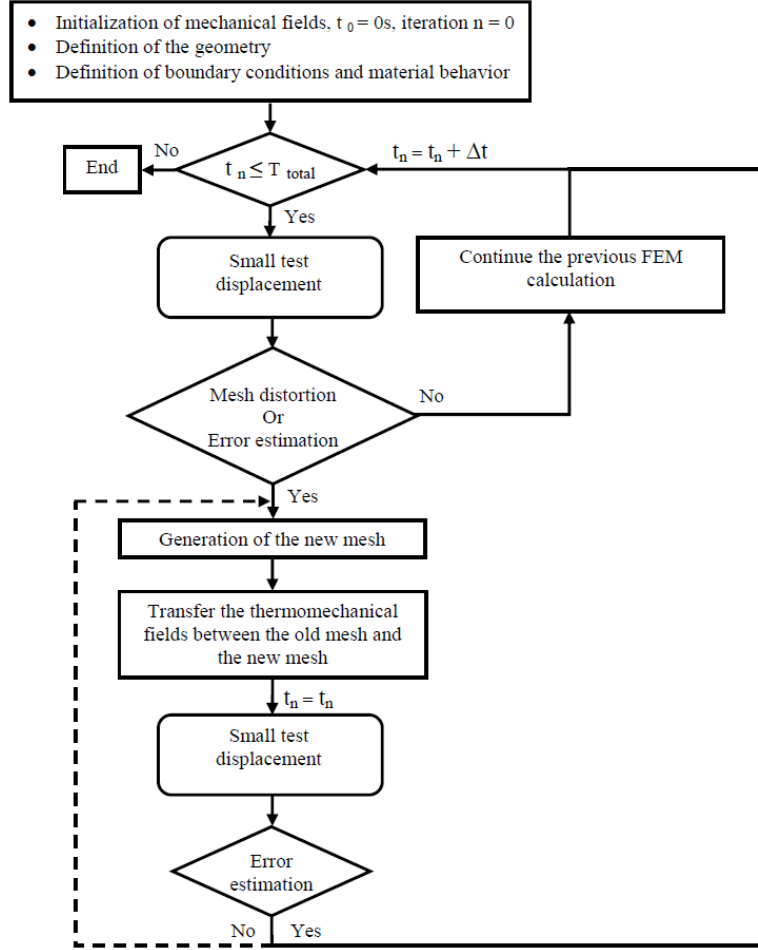 • Initialization of mechanical fields, t ₀ = 0s, iteration n = 0
• Definition of the geometry
• Definition of boundary conditions and material behavior
No
End
t ₙ ≤ T total
tₙ = tₙ + Δt
Yes
Small test
displacement
Continue the previous FEM
calculation
Mesh distortion
Or
Error estimation
No
Yes
Generation of the new mesh
Transfer the thermomechanical
fields between the old mesh and
the new mesh
tₙ = tₙ
Small test
displacement
Error
estimation
No
Yes